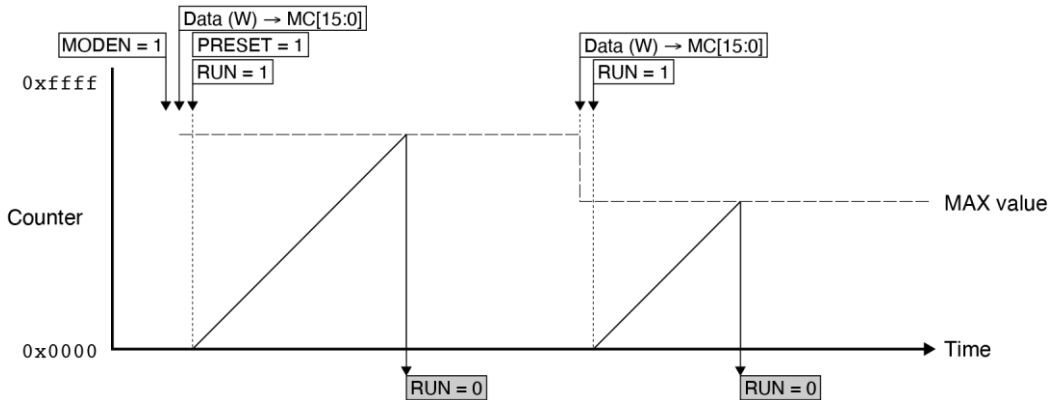 Data (W) → MC[15:0]
MODEN = 1
PRESET = 1
RUN = 1
Data (W) → MC[15:0]
RUN = 1
0xffff
Counter
MAX value
0x0000
Time
RUN = 0
RUN = 0